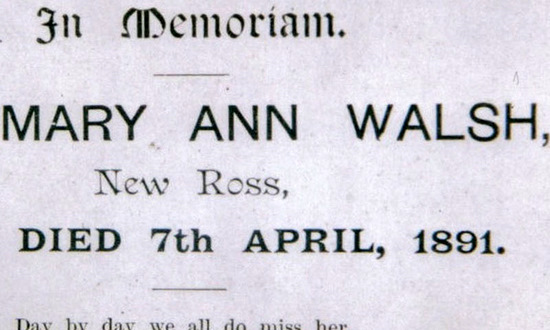 In Memoriam.
MARY ANN WALSH,
New Ross,
DIED 7th APRIL, 1891.
Day by day we all do miss her